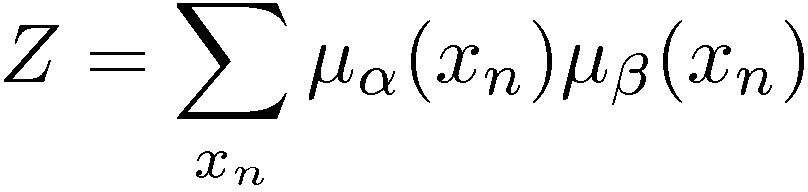 Z = \sum_{x_n} \mu_\alpha(x_n)\mu_\beta(x_n)